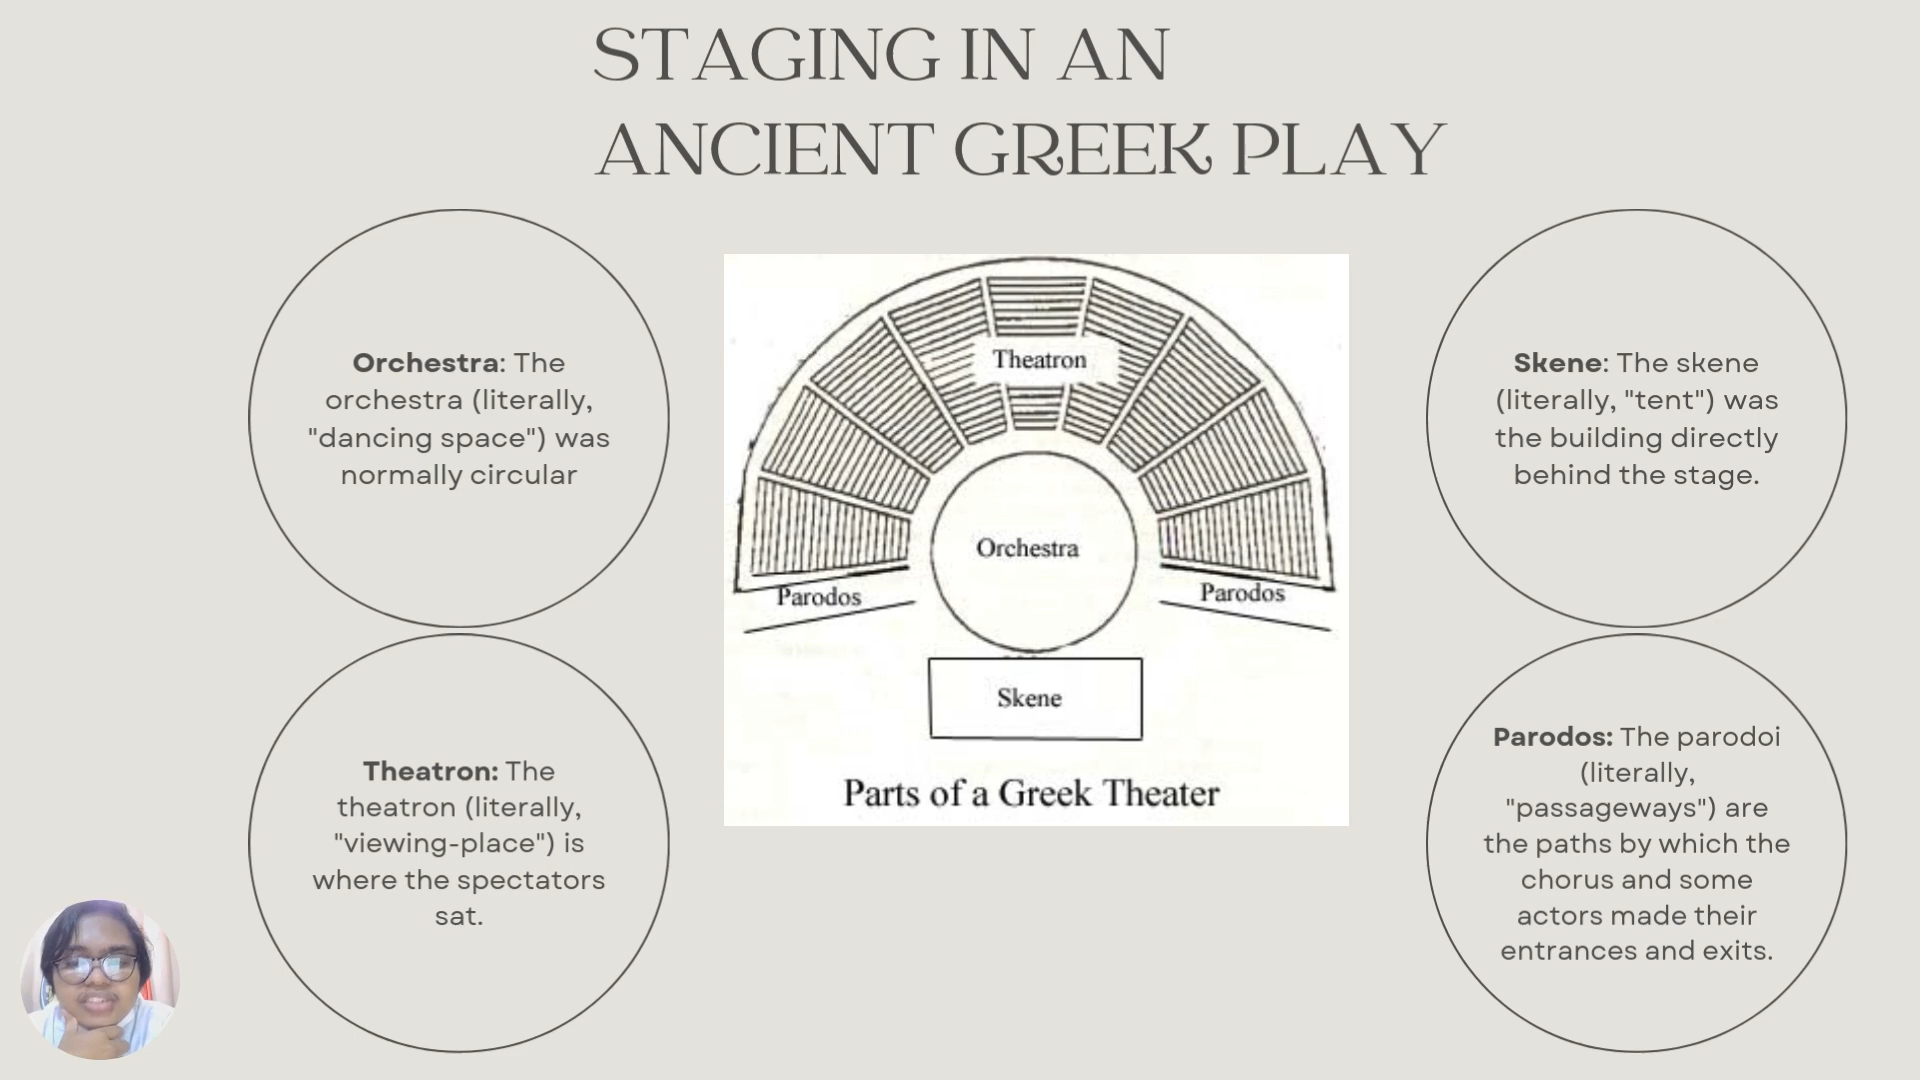 STAGING IN AN
ANCIENT GREEK PLAY
Orchestra: The
orchestra (literally,
"dancing space") was
normally circular
Theatron: The
theatron (literally,
"viewing-place") is
where the spectators
sat.
Theatron
Orchestra
Parodos
Parodos
Skene
Parts of a Greek Theater
Skene: The skene
(literally, "tent") was
the building directly
behind the stage.
Parodos: The parodoi
(literally,
"passageways") are
the paths by which the
chorus and some
actors made their
entrances and exits.